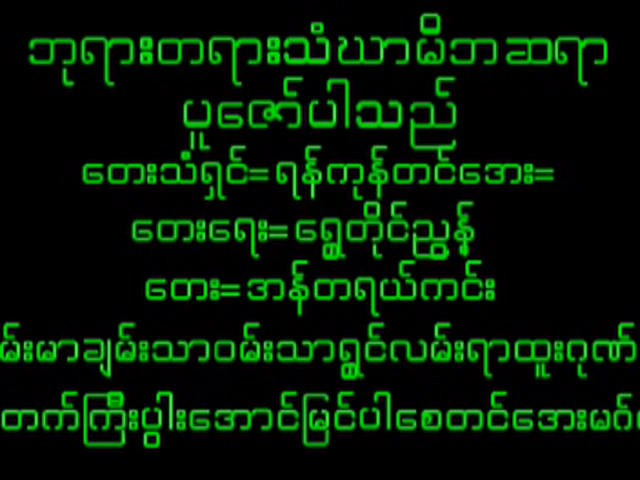 ဘုရားတရားသံဃာမိဘဆရာ
ပူဇော်ပါသည်
တေးသံရှင်=ရန်ကုန်တင်အေး=
တေးရေး=ရွှေတိုင်ညွန့်
တေး=အန်တရယ်ကင်း
မ်းမာချမ်းသာဝမ်းသာရွှင်လမ်းရာထူးဂုဏ်
တက်ကြီးပွါးအောင်မြင်ပါစေတင်အေးမဂ်